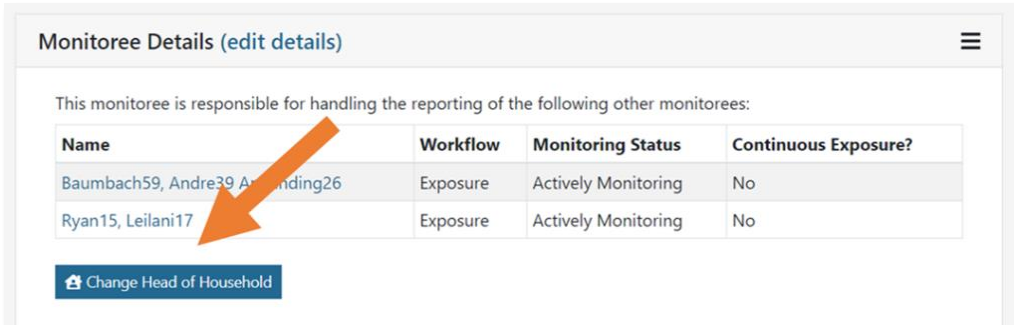 Monitoree Details (edit details)
This monitoree is responsible for handling the reporting of the following other monitorees:
Name Workflow Monitoring Status Continuous Exposure?
Baumbach59, Andre39 Exposure Actively Monitoring No
Ryan15, Leilani17 Exposure Actively Monitoring No
Change Head of Household